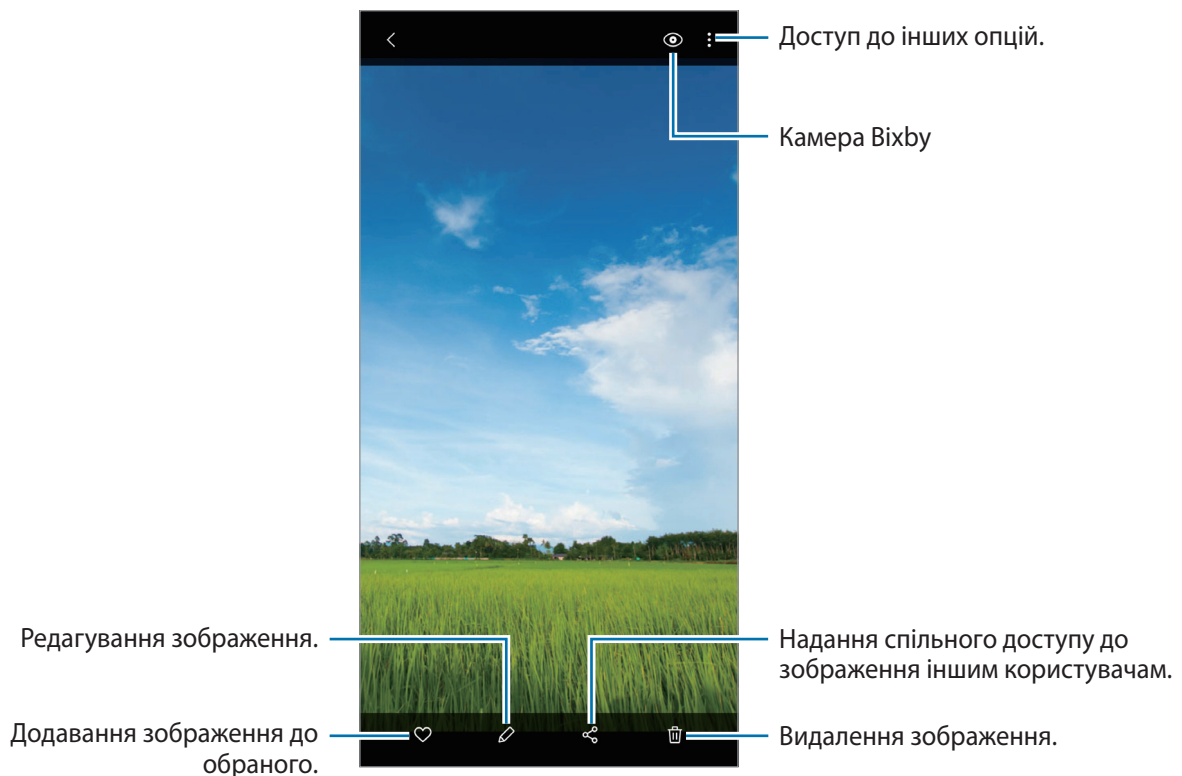 Доступ до інших опцій.
Камера Bixby
Редагування зображення.
Надання спільного доступу до
зображення іншим користувачам.
Додавання зображення до
обраного.
Видалення зображення.